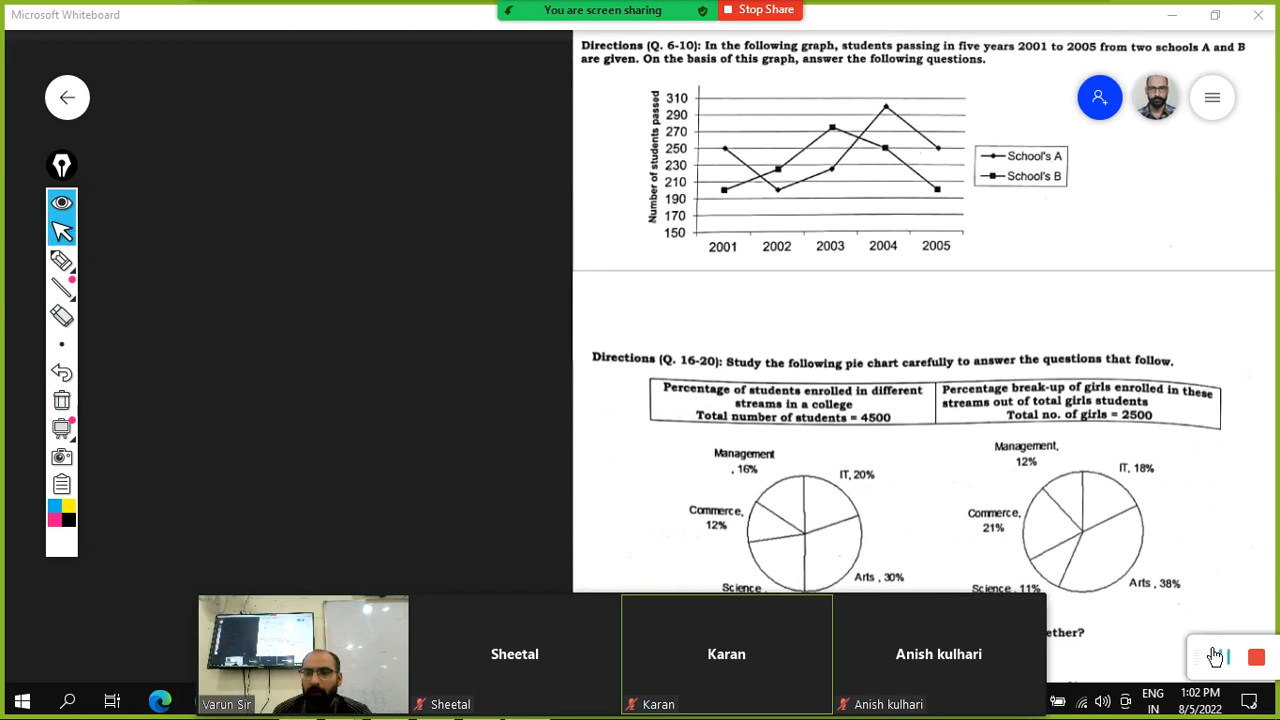 Microsoft Whiteboard
You are screen sharing
Stop Share
Directions (Q. 6-10): In the following graph, students passing in five years 2001 to 2005 from two schools A and B
are given. On the basis of this graph, answer the following questions.
Number of students passed
310
290
270
250
230
210
190
170
150
2001 2002 2003 2004 2005
School's A
School's B
Directions (Q. 16-20): Study the following pie chart carefully to answer the questions that follow.
Percentage of students enrolled in different
streams in a college
Total number of students = 4500
Percentage break-up of girls enrolled in these
streams out of total girls students
Total no. of girls = 2500
Management
, 16%
IT, 20%
Commerce,
12%
Arts , 30%
Science ,
Management,
12%
IT, 18%
Commerce,
21%
Arts , 38%
Science , 11%
ether?
Varun Sir
Sheetal
Sheetal
Karan
Karan
Anish kulhari
Anish kulhari
ENG
IN
1:02 PM
8/5/2022